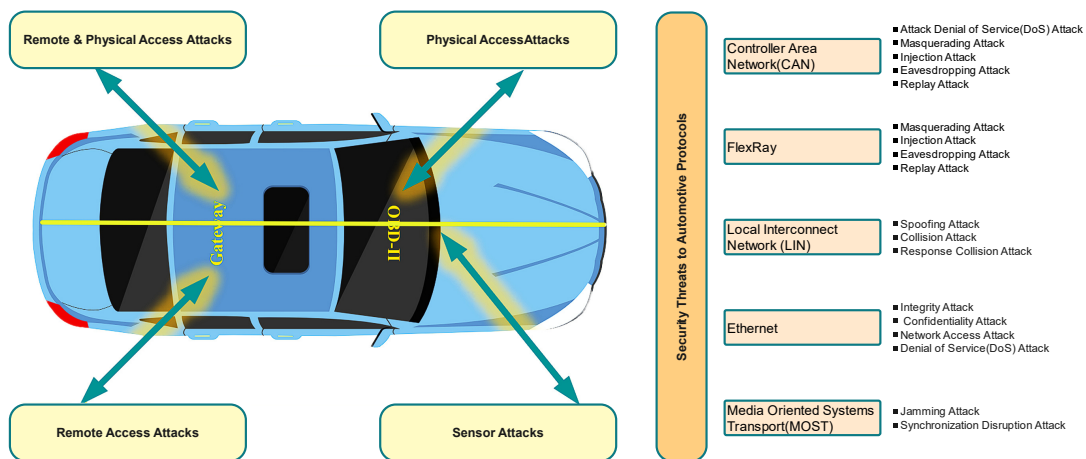 Remote & Physical Access Attacks
Physical AccessAttacks
Gateway
OBD-II
Remote Access Attacks
Sensor Attacks
Security Threats to Automotive Protocols
Controller Area
Network(CAN)
▪ Attack Denial of Service(DoS) Attack
▪ Masquerading Attack
▪ Injection Attack
▪ Eavesdropping Attack
▪ Replay Attack
FlexRay
▪ Masquerading Attack
▪ Injection Attack
▪ Eavesdropping Attack
▪ Replay Attack
Local Interconnect
Network (LIN)
▪ Spoofing Attack
▪ Collision Attack
▪ Response Collision Attack
Ethernet
▪ Integrity Attack
▪ Confidentiality Attack
▪ Network Access Attack
▪ Denial of Service(DoS) Attack
Media Oriented Systems
Transport(MOST)
▪ Jamming Attack
▪ Synchronization Disruption Attack